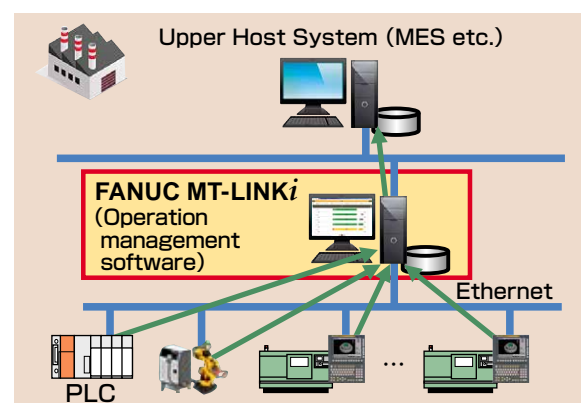 Upper Host System (MES etc.)
FANUC MT-LINKi
(Operation
management
software)
Ethernet
...
PLC